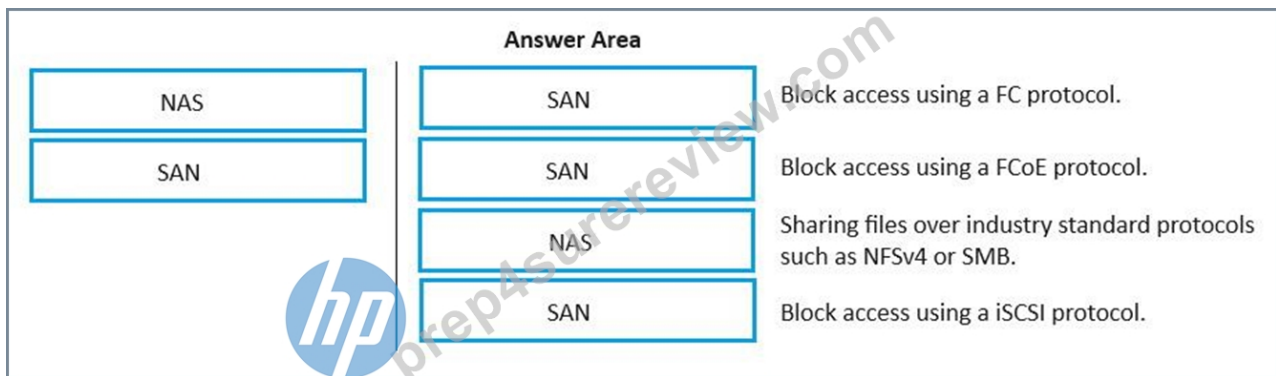 Answer Area
NAS
SAN
SAN
Block access using a FC protocol.
SAN
Block access using a FCoE protocol.
NAS
Sharing files over industry standard protocols
such as NFSv4 or SMB.
SAN
Block access using a iSCSI protocol.
hp
prep4surereview.com